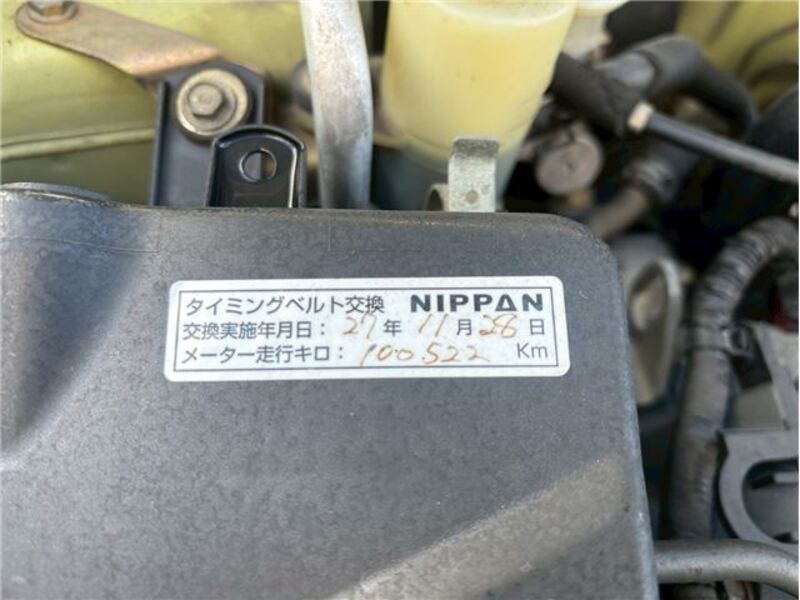 タイミングベルト交換 NIPPAN
交換実施年月日: 27年 11月 28日
メーター走行キロ: 100522 Km